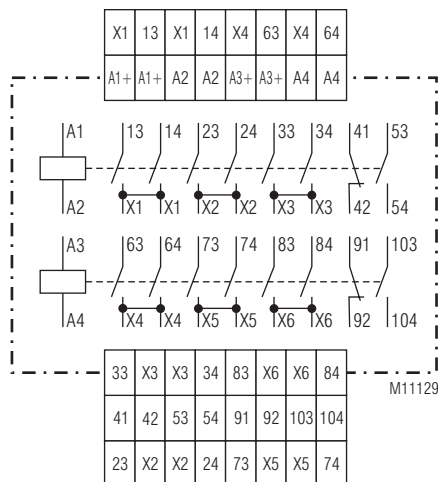 X1 13 X1 14 X4 63 X4 64
A1+ A1+ A2 A2 A3+ A3+ A4 A4
A1 13 14 23 24 33 34 41 53
A2 X1 X1 X2 X2 X3 X3 42 54
A3 63 64 73 74 83 84 91 103
A4 X4 X4 X5 X5 X6 X6 92 104
33 X3 X3 34 83 X6 X6 84
M11129
41 42 53 54 91 92 103 104
23 X2 X2 24 73 X5 X5 74